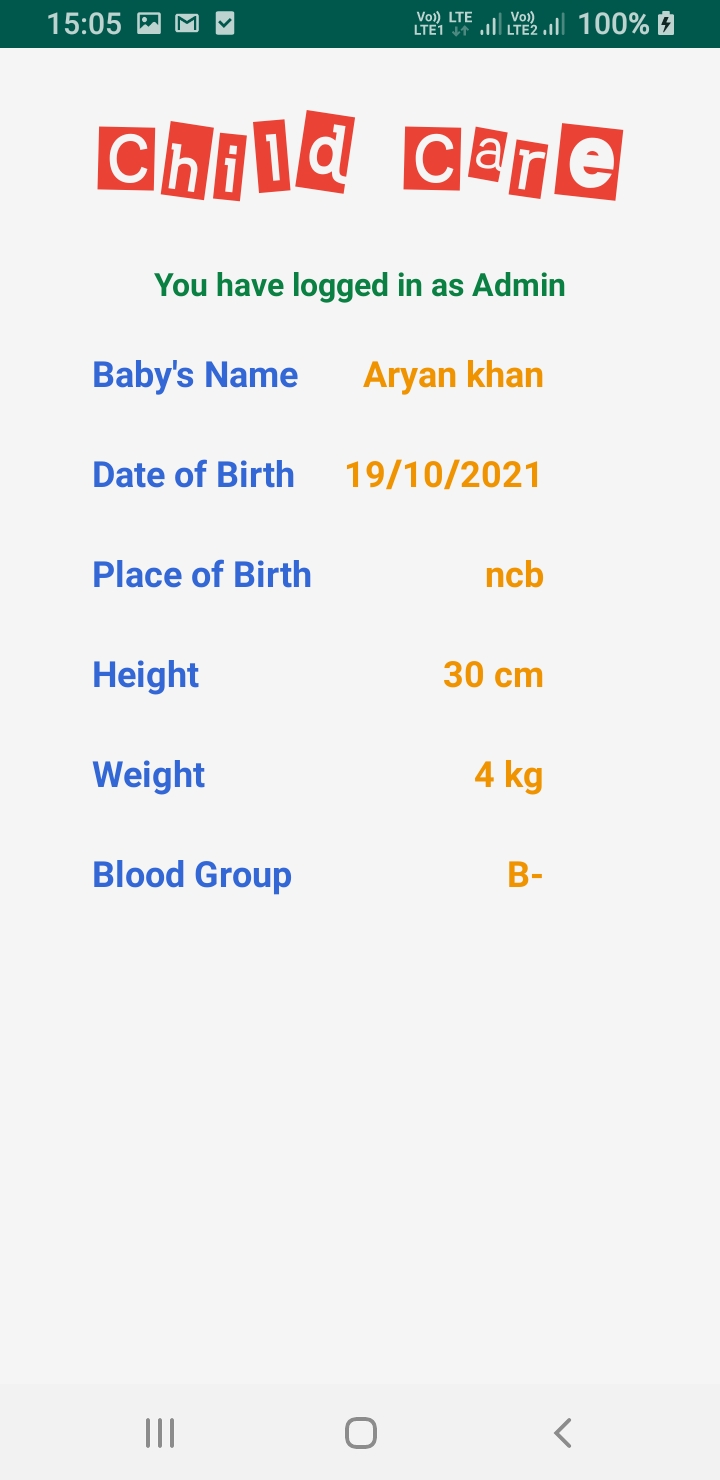 15:05 Vo)) LTE1 LTE Vo)) LTE2 100%
Child Care
You have logged in as Admin
Baby's Name Aryan khan
Date of Birth 19/10/2021
Place of Birth ncb
Height 30 cm
Weight 4 kg
Blood Group B-